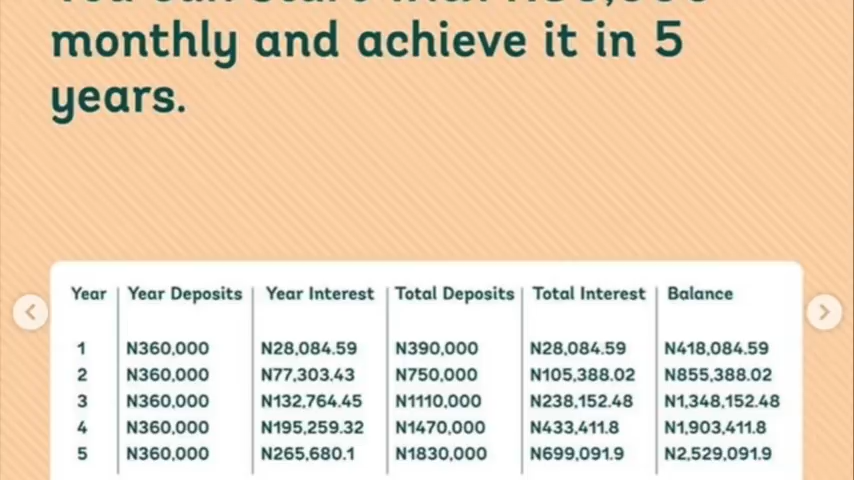 monthly and achieve it in 5
years.
Year Year Deposits Year Interest Total Deposits Total Interest Balance
1 N360,000 N28,084.59 N390,000 N28,084.59 N418,084.59
2 N360,000 N77,303.43 N750,000 N105,388.02 N855,388.02
3 N360,000 N132,764.45 N1110,000 N238,152.48 N1,348,152.48
4 N360,000 N195,259.32 N1470,000 N433,411.8 N1,903,411.8
5 N360,000 N265,680.1 N1830,000 N699,091.9 N2,529,091.9